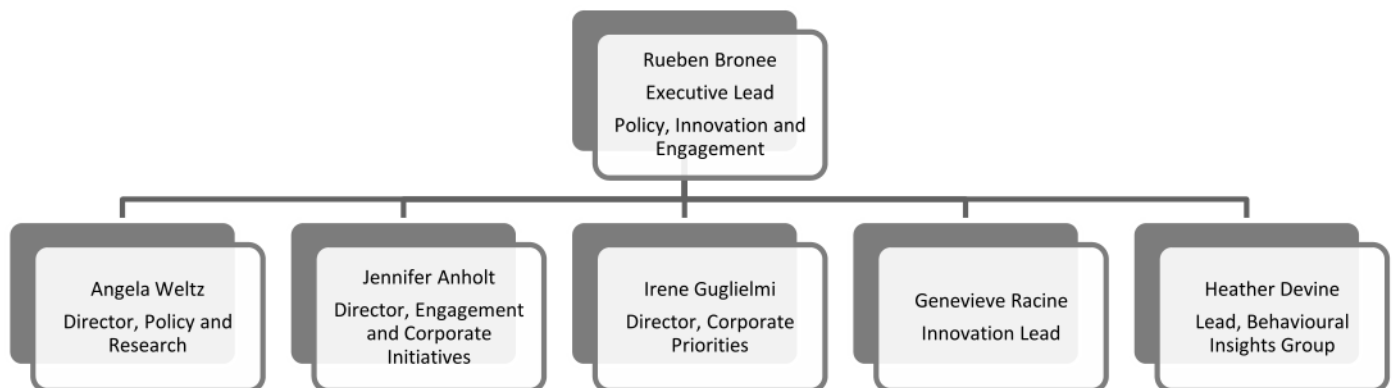 Rueben Bronee
Executive Lead
Policy, Innovation and
Engagement
Angela Weltz
Director, Policy and
Research
Jennifer Anholt
Director, Engagement
and Corporate
Initiatives
Irene Guglielmi
Director, Corporate
Priorities
Genevieve Racine
Innovation Lead
Heather Devine
Lead, Behavioural
Insights Group